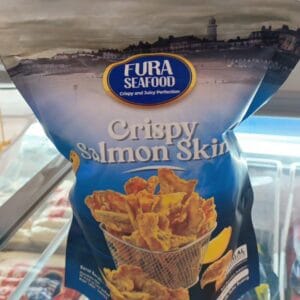 FURA
SEAFOOD
Crispy and Juicy Perfection
Crispy
Salmon Skin